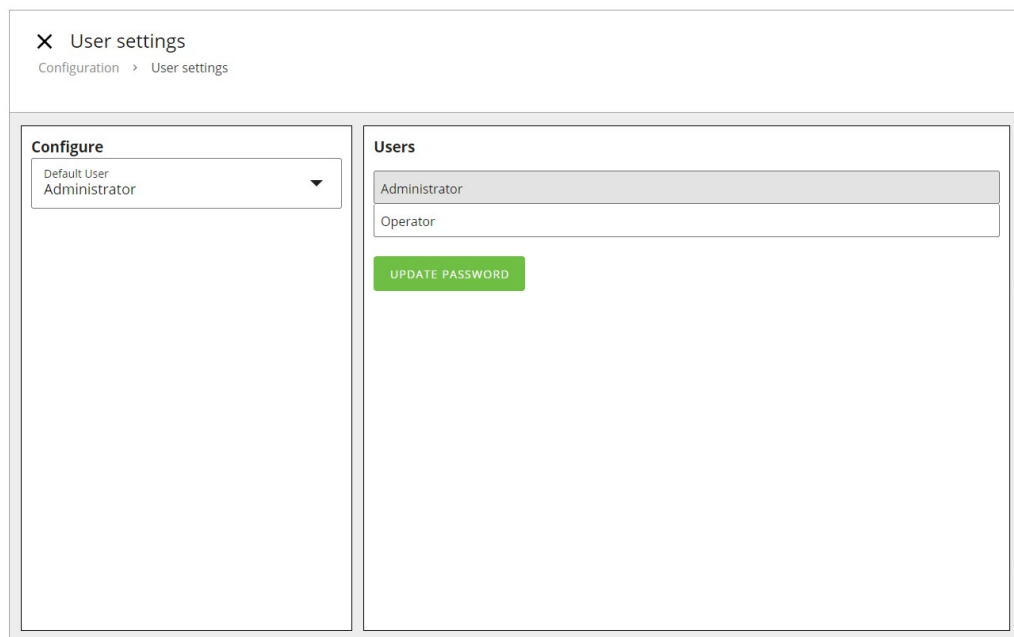 User settings
Configuration > User settings
Configure
Default User
Administrator
Users
Administrator
Operator
UPDATE PASSWORD